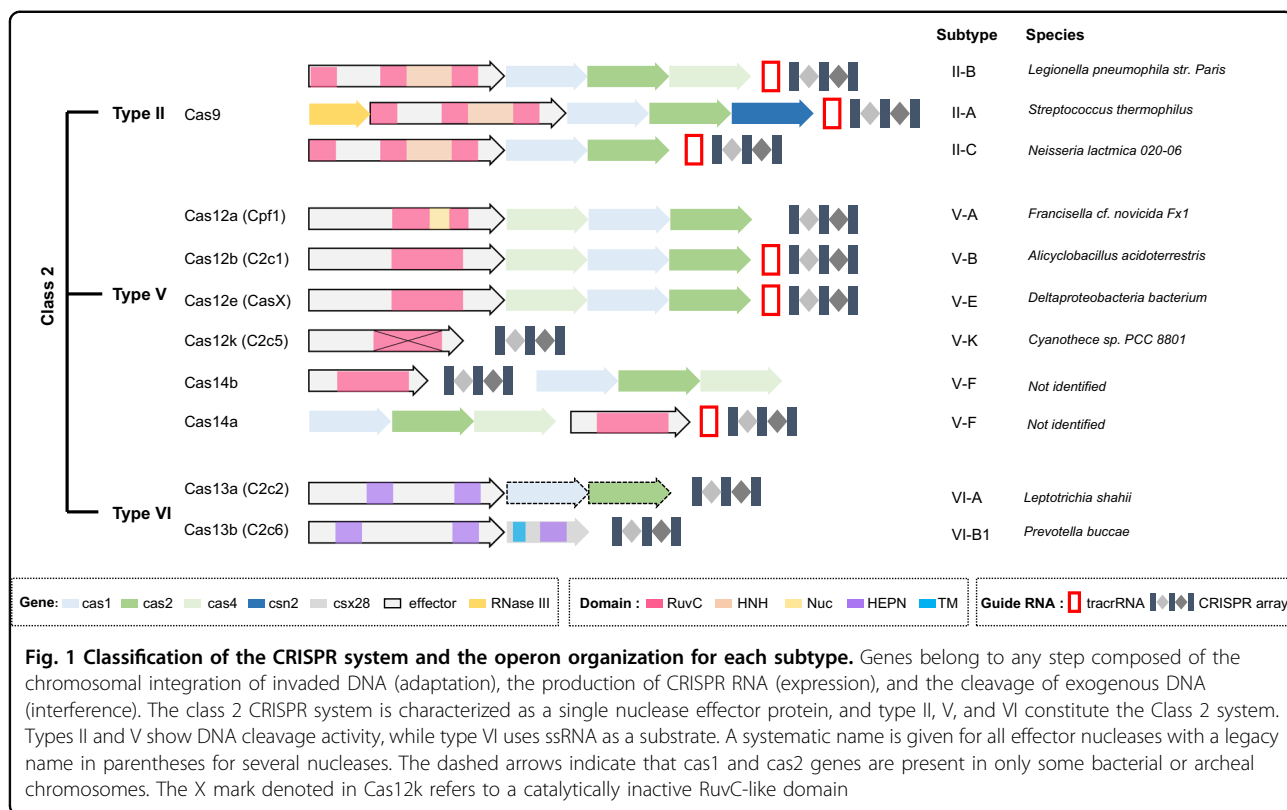 Subtype Species
II-B Legionella pneumophila str. Paris
Type II Cas9 II-A Streptococcus thermophilus
II-C Neisseria lactmica 020-06
Class 2
Cas12a (Cpf1) V-A Francisella cf. novicida Fx1
Cas12b (C2c1) V-B Alicyclobacillus acidoterrestris
Type V Cas12e (CasX) V-E Deltaproteobacteria bacterium
Cas12k (C2c5) V-K Cyanothece sp. PCC 8801
Cas14b V-F Not identified
Cas14a V-F Not identified
Cas13a (C2c2) VI-A Leptotrichia shahii
Type VI
Cas13b (C2c6) VI-B1 Prevotella buccae
Gene: cas1 cas2 cas4 csn2 csx28 effector RNase III Domain : RuvC HNH Nuc HEPN TM Guide RNA : tracrRNA CRISPR array
Fig. 1 Classification of the CRISPR system and the operon organization for each subtype. Genes belong to any step composed of the
chromosomal integration of invaded DNA (adaptation), the production of CRISPR RNA (expression), and the cleavage of exogenous DNA
(interference). The class 2 CRISPR system is characterized as a single nuclease effector protein, and type II, V, and VI constitute the Class 2 system.
Types II and V show DNA cleavage activity, while type VI uses ssRNA as a substrate. A systematic name is given for all effector nucleases with a legacy
name in parentheses for several nucleases. The dashed arrows indicate that cas1 and cas2 genes are present in only some bacterial or archeal
chromosomes. The X mark denoted in Cas12k refers to a catalytically inactive RuvC-like domain